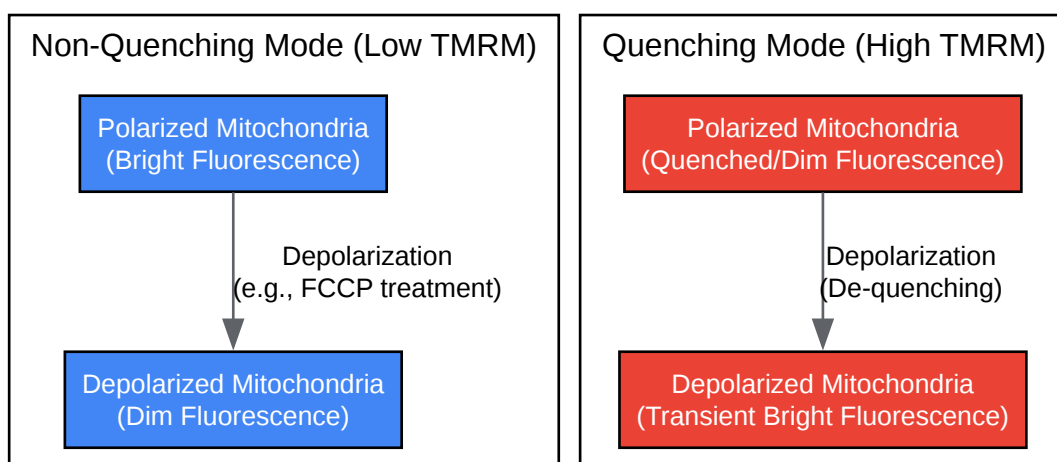 Non-Quenching Mode (Low TMRM)
Polarized Mitochondria
(Bright Fluorescence)
Depolarization
(e.g., FCCP treatment)
Depolarized Mitochondria
(Dim Fluorescence)
Quenching Mode (High TMRM)
Polarized Mitochondria
(Quenched/Dim Fluorescence)
Depolarization
(De-quenching)
Depolarized Mitochondria
(Transient Bright Fluorescence)